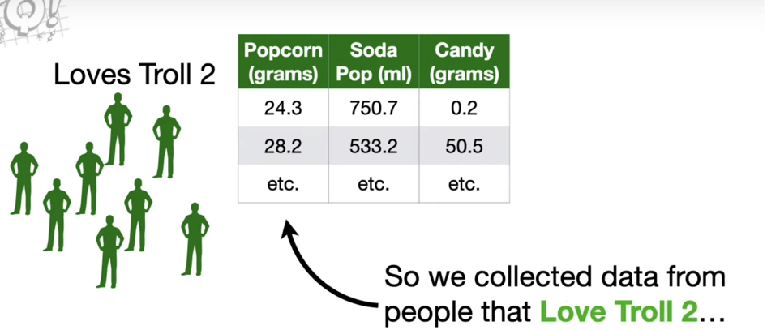 Loves Troll 2
Popcorn (grams) Soda Pop (ml) Candy (grams)
24.3 750.7 0.2
28.2 533.2 50.5
etc. etc. etc.
So we collected data from
people that Love Troll 2...